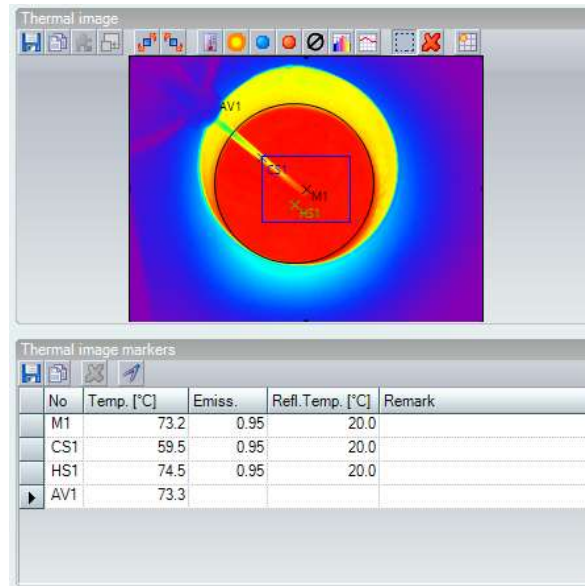 Thermal image
AV1
CS1
M1
HS1
Thermal image markers
No Temp. [°C] Emiss. Refl.Temp. [°C] Remark
M1 73.2 0.95 20.0
CS1 59.5 0.95 20.0
HS1 74.5 0.95 20.0
AV1 73.3